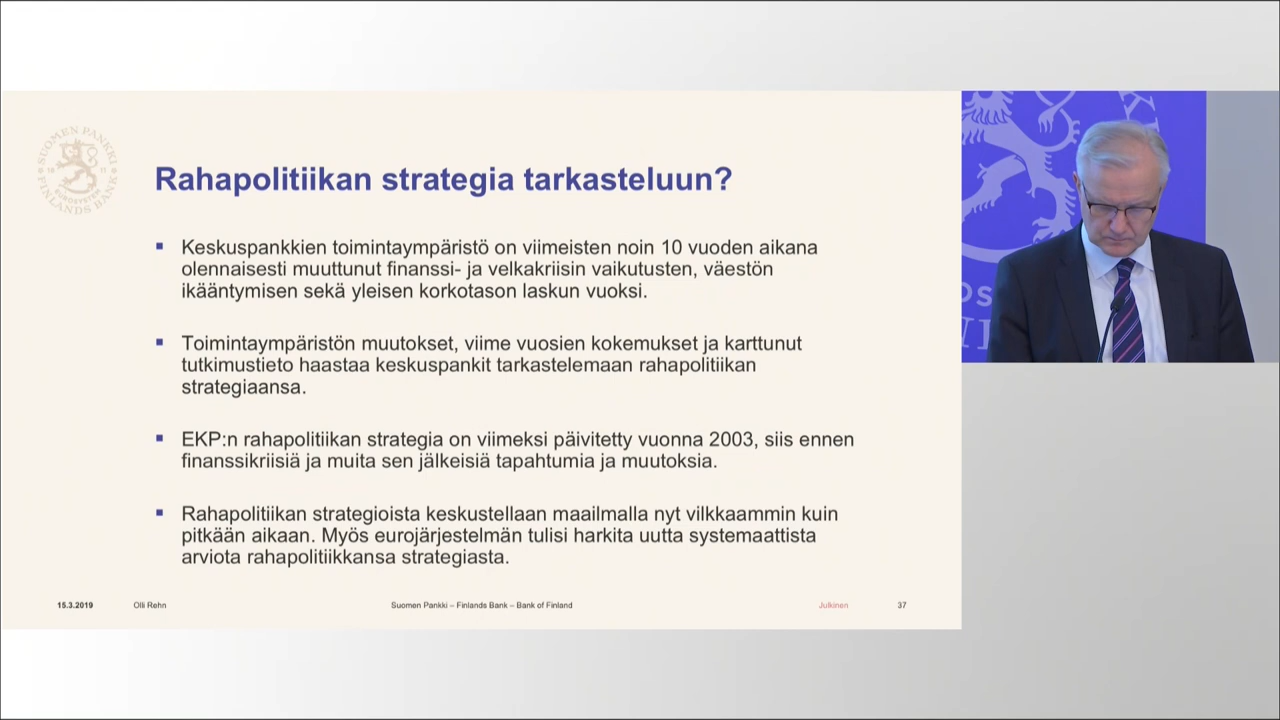 SUOMEN PANKKI
FINLANDS BANK
EUROSYSTEMET
18 11
Rahapolitiikan strategia tarkasteluun?
Keskuspankkien toimintaympäristö on viimeisten noin 10 vuoden aikana
olennaisesti muuttunut finanssi- ja velkakriisin vaikutusten, väestön
ikääntymisen sekä yleisen korkotason laskun vuoksi.
Toimintaympäristön muutokset, viime vuosien kokemukset ja karttunut
tutkimustieto haastaa keskuspankit tarkastelemaan rahapolitiikan
strategiaansa.
EKP:n rahapolitiikan strategia on viimeksi päivitetty vuonna 2003, siis ennen
finanssikriisiä ja muita sen jälkeisiä tapahtumia ja muutoksia.
Rahapolitiikan strategioista keskustellaan maailmalla nyt vilkkaammin kuin
pitkään aikaan. Myös eurojärjestelmän tulisi harkita uutta systemaattista
arviota rahapolitiikkansa strategiasta.
15.3.2019 Olli Rehn Suomen Pankki – Finlands Bank – Bank of Finland Julkinen 37